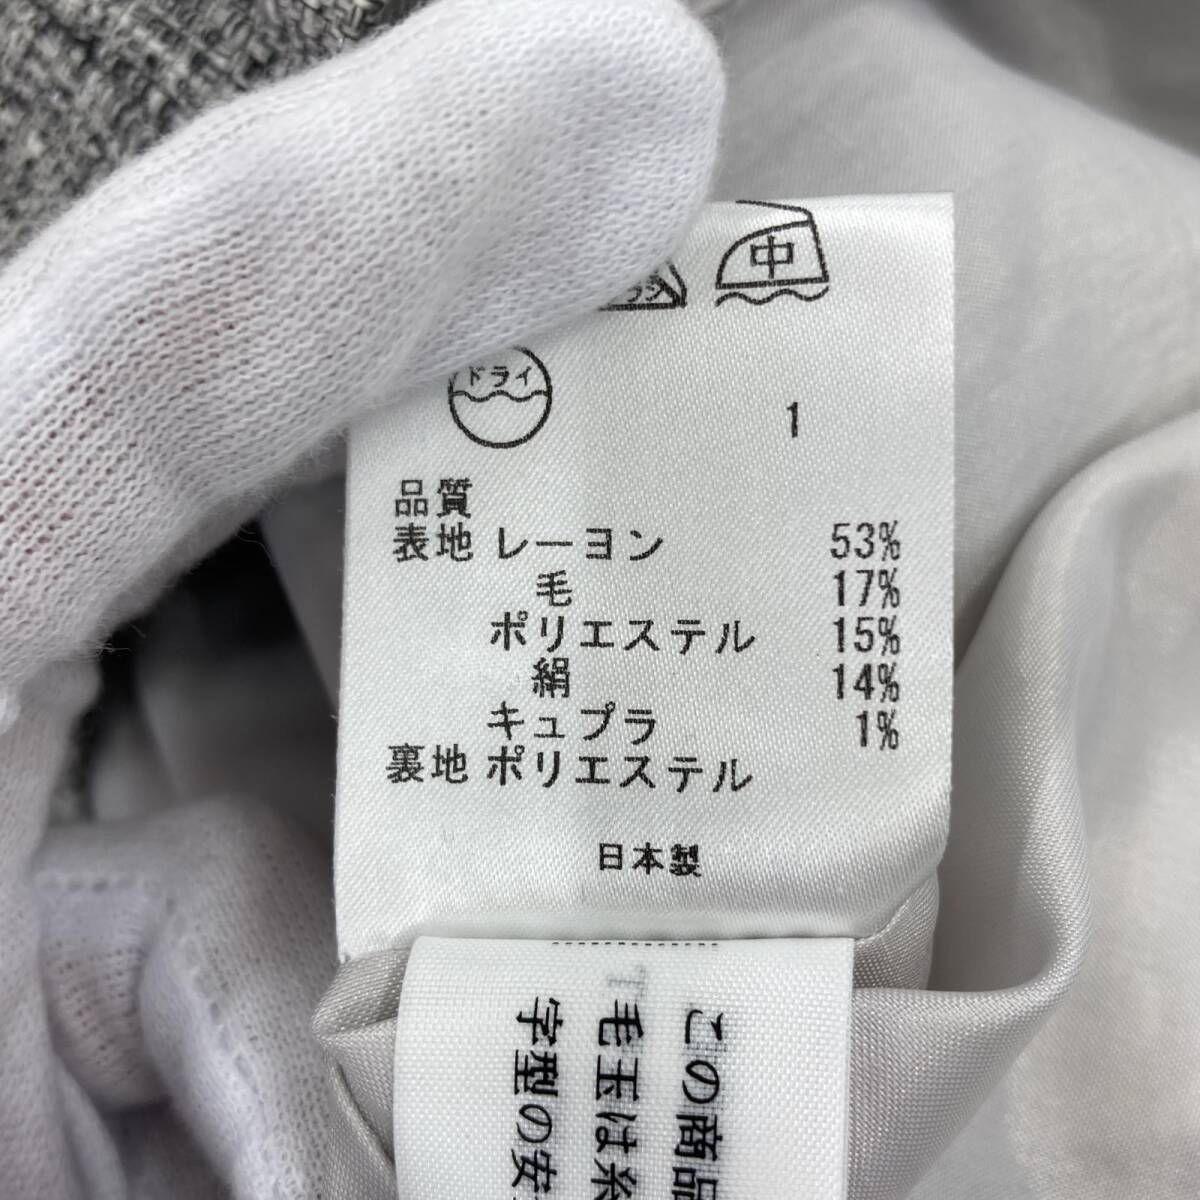 中
ドライ
1
品質
表地 レーヨン 53%
毛 17%
ポリエステル 15%
絹 14%
キュプラ 1%
裏地 ポリエステル
日本製
この商品
毛玉は糸
字型の安